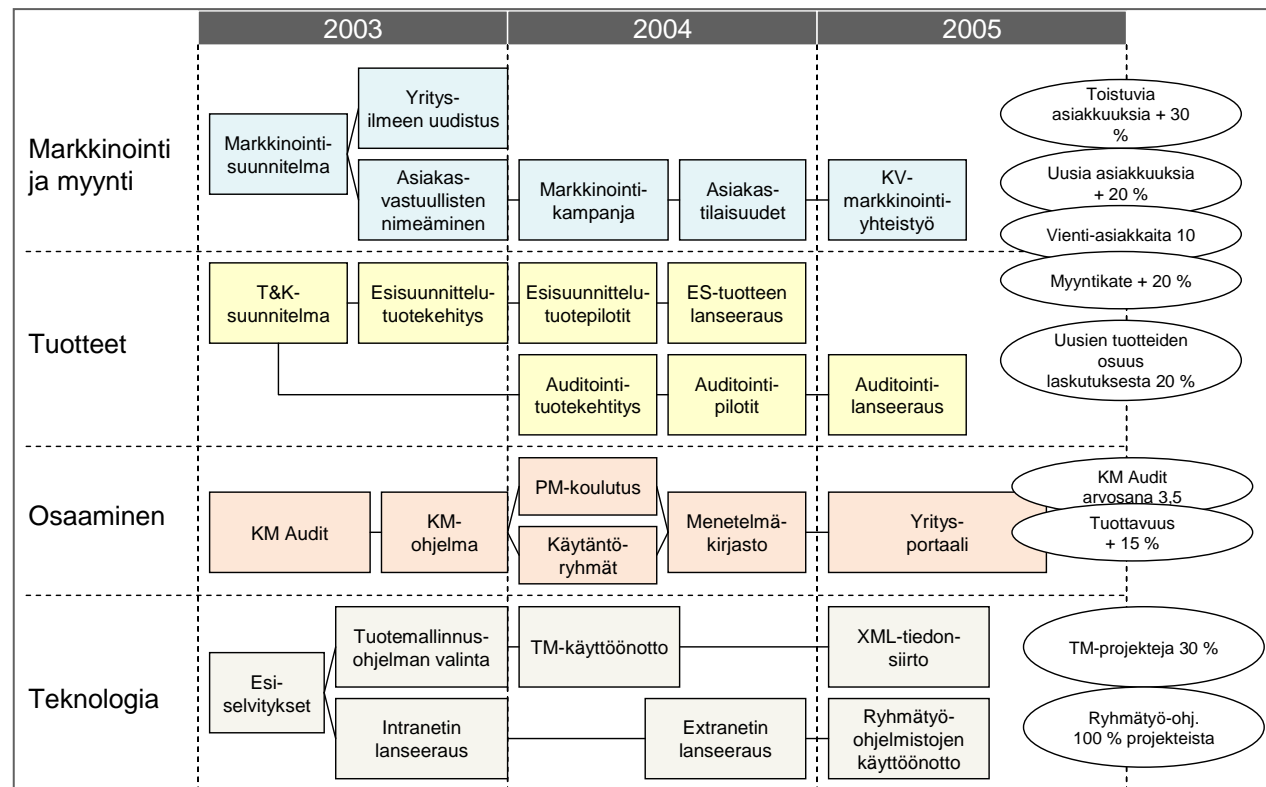 2003
2004
2005
Markkinointi
ja myynti
Markkinointi-
suunnitelma
Yritys-
ilmeen uudistus
Asiakas-
vastuullisten
nimeäminen
Markkinointi-
kampanja
Asiakas-
tilaisuudet
KV-
markkinointi-
yhteistyö
Toistuvia
asiakkuuksia + 30
%
Uusia asiakkuuksia
+ 20 %
Vienti-asiakkaita 10
Tuotteet
T&K-
suunnitelma
Esisuunnittelu-
tuotekehitys
Esisuunnittelu-
tuotepilotit
ES-tuotteen
lanseeraus
Auditointi-
tuotekehtitys
Auditointi-
pilotit
Auditointi-
lanseeraus
Myyntikate + 20 %
Uusien tuotteiden
osuus
laskutuksesta 20 %
Osaaminen
KM Audit
KM-
ohjelma
PM-koulutus
Käytäntö-
ryhmät
Menetelmä-
kirjasto
Yritys-
portaali
KM Audit
arvosana 3,5
Tuottavuus
+ 15 %
Teknologia
Esi-
selvitykset
Tuotemallinnus-
ohjelman valinta
Intranetin
lanseeraus
TM-käyttöönotto
Extranetin
lanseeraus
XML-tiedon-
siirto
Ryhmätyö-
ohjelmistojen
käyttöönotto
TM-projekteja 30 %
Ryhmätyö-ohj.
100 % projekteista